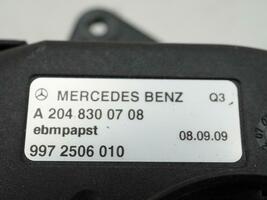 MERCEDES BENZ Q3
A 204 830 07 08
ebmpapst 08.09.09
997 2506 010